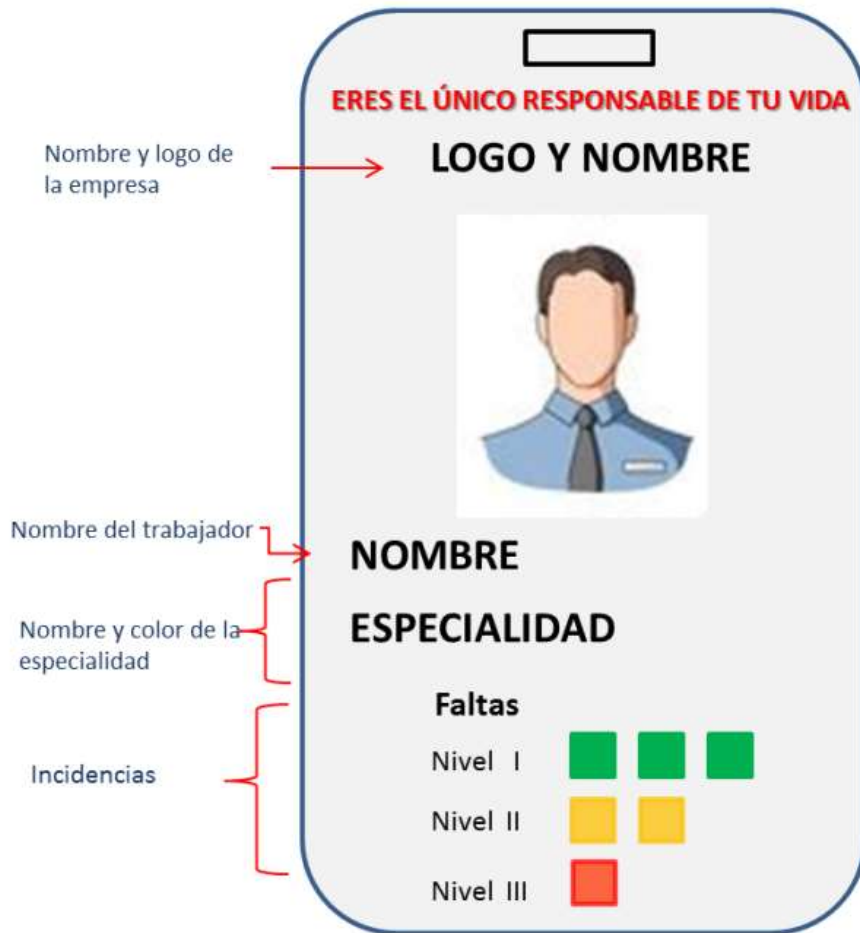 ERES EL ÚNICO RESPONSABLE DE TU VIDA
Nombre y logo de
la empresa
LOGO Y NOMBRE
Nombre del trabajador
NOMBRE
Nombre y color de la
especialidad
ESPECIALIDAD
Incidencias
Faltas
Nivel I
Nivel II
Nivel III